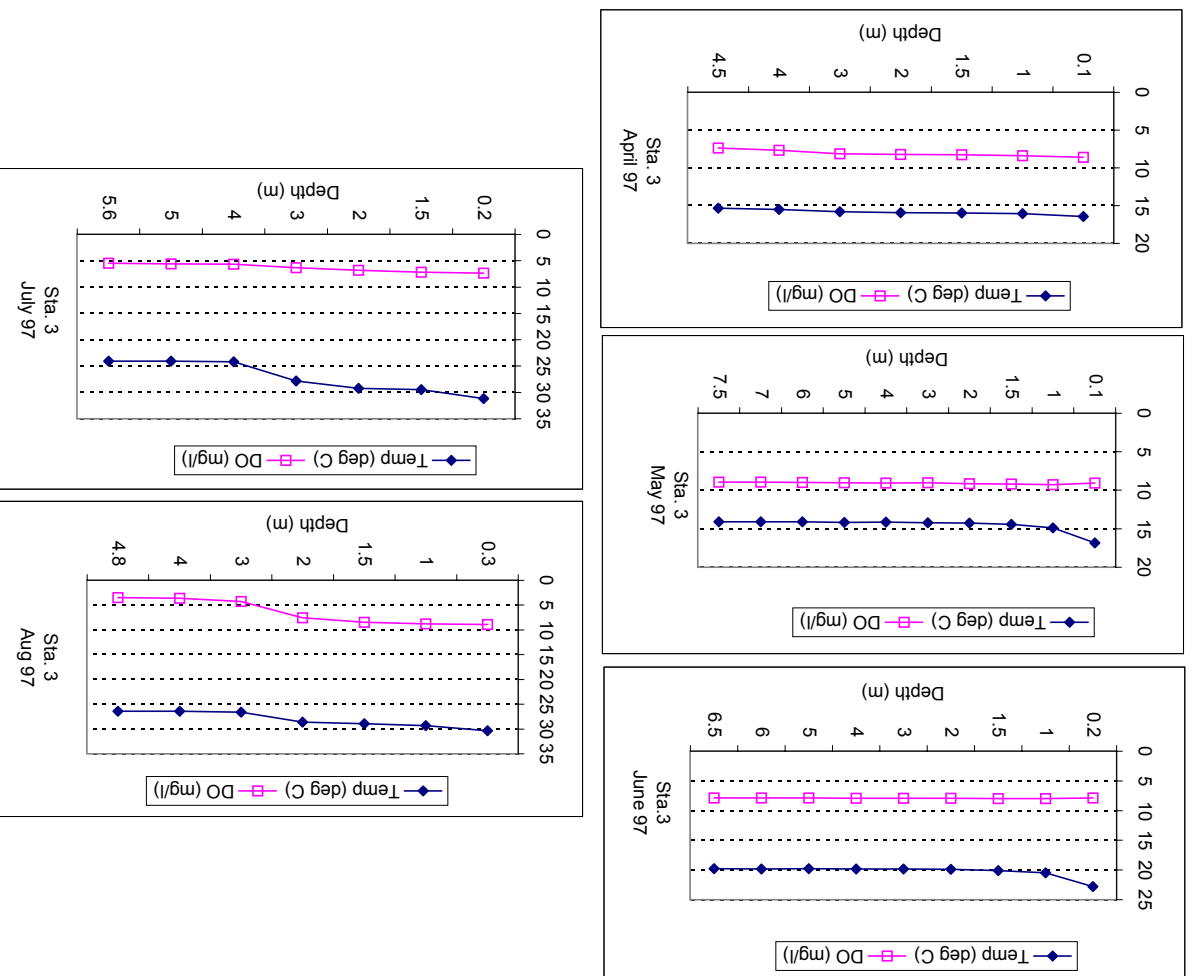 Depth (m)
4.5
4
3
2
1.5
1
0.1
0
5
10
15
20
Sta. 3
April 97
Temp (deg C)
DO (mg/l)
Depth (m)
7.5
7
6
5
4
3
2
1.5
1
0.1
0
5
10
15
20
Sta. 3
May 97
Temp (deg C)
DO (mg/l)
Depth (m)
6.5
6
5
4
3
2
1.5
1
0.2
0
5
10
15
20
25
Sta.3
June 97
Temp (deg C)
DO (mg/l)
Depth (m)
5.6
5
4
3
2
1.5
0.2
0
5
10
15
20
25
30
35
Sta. 3
July 97
Temp (deg C)
DO (mg/l)
Depth (m)
4.8
4
3
2
1.5
1
0.3
0
5
10
15
20
25
30
35
Sta. 3
Aug 97
Temp (deg C)
DO (mg/l)